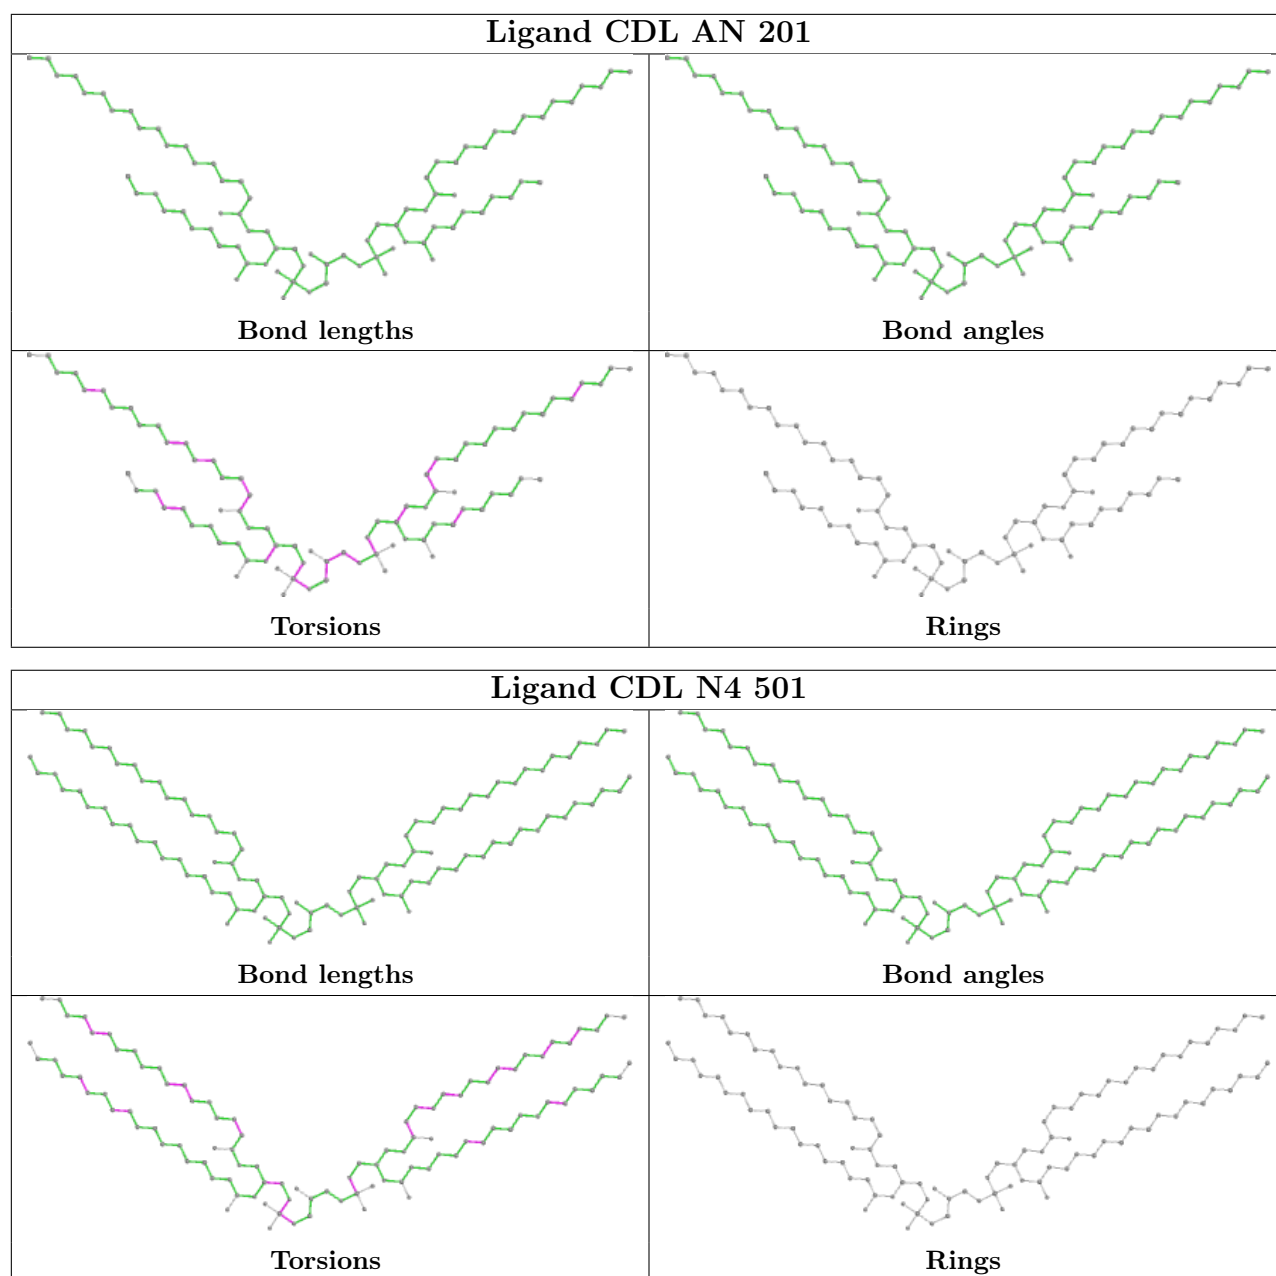 Ligand CDL AN 201
Bond lengths
Bond angles
Torsions
Rings
Ligand CDL N4 501
Bond lengths
Bond angles
Torsions
Rings